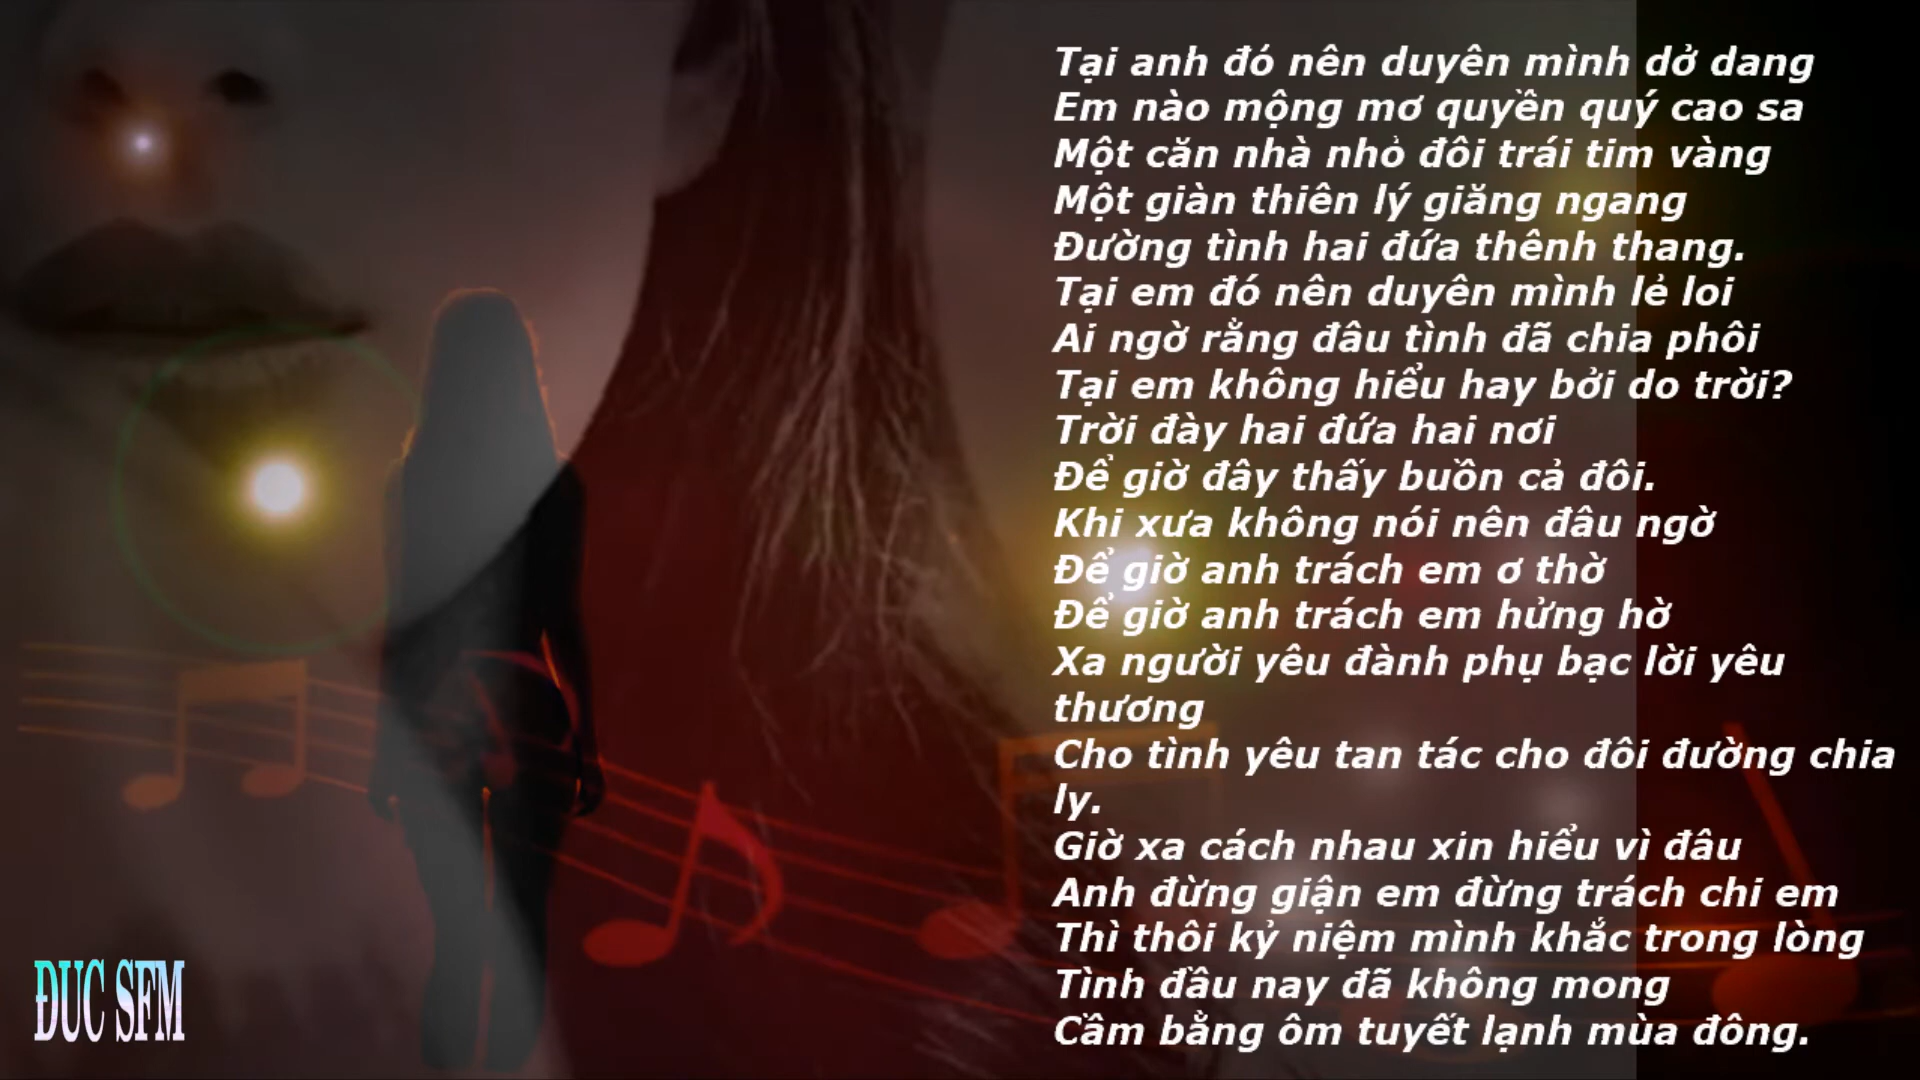 Tại anh đó nên duyên mình dở dang
Em nào mộng mơ quyền quý cao sa
Một căn nhà nhỏ đôi trái tim vàng
Một giàn thiên lý giăng ngang
Đường tình hai đứa thênh thang.
Tại em đó nên duyên mình lẻ loi
Ai ngờ rằng đâu tình đã chia phôi
Tại em không hiểu hay bởi do trời?
Trời đày hai đứa hai nơi
Để giờ đây thấy buồn cả đôi.
Khi xưa không nói nên đâu ngờ
Để giờ anh trách em ơ thờ
Để giờ anh trách em hửng hờ
Xa người yêu đành phụ bạc lời yêu
thương
Cho tình yêu tan tác cho đôi đường chia
ly.
Giờ xa cách nhau xin hiểu vì đâu
Anh đừng giận em đừng trách chi em
Thì thôi kỷ niệm mình khắc trong lòng
Tình đầu nay đã không mong
Cầm bằng ôm tuyết lạnh mùa đông.
ĐUC SFM